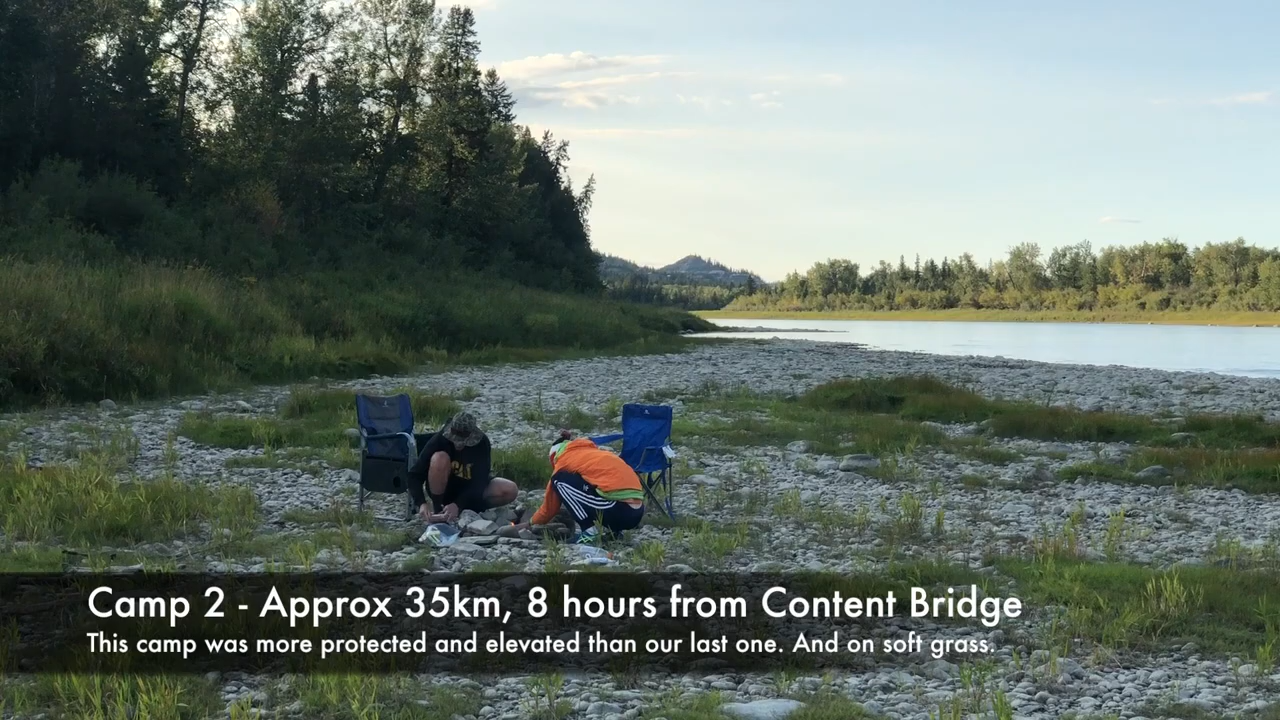 CAT
Camp 2 - Approx 35km, 8 hours from Content Bridge
This camp was more protected and elevated than our last one. And on soft grass.